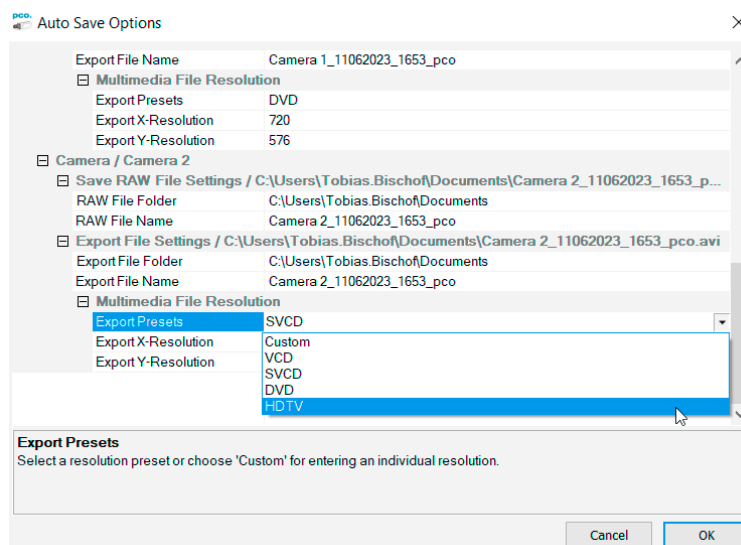 pco. Auto Save Options
Export File Name Camera 1_11062023_1653_pco
Multimedia File Resolution
Export Presets DVD
Export X-Resolution 720
Export Y-Resolution 576
Camera / Camera 2
Save RAW File Settings / C:\Users\Tobias.Bischof\Documents\Camera 2_11062023_1653_p...
RAW File Folder C:\Users\Tobias.Bischof\Documents
RAW File Name Camera 2_11062023_1653_pco
Export File Settings / C:\Users\Tobias.Bischof\Documents\Camera 2_11062023_1653_pco.avi
Export File Folder C:\Users\Tobias.Bischof\Documents
Export File Name Camera 2_11062023_1653_pco
Multimedia File Resolution
Export Presets SVCD
Export X-Resolution Custom
Export Y-Resolution VCD
SVCD
DVD
HDTV
Export Presets
Select a resolution preset or choose 'Custom' for entering an individual resolution.
Cancel OK